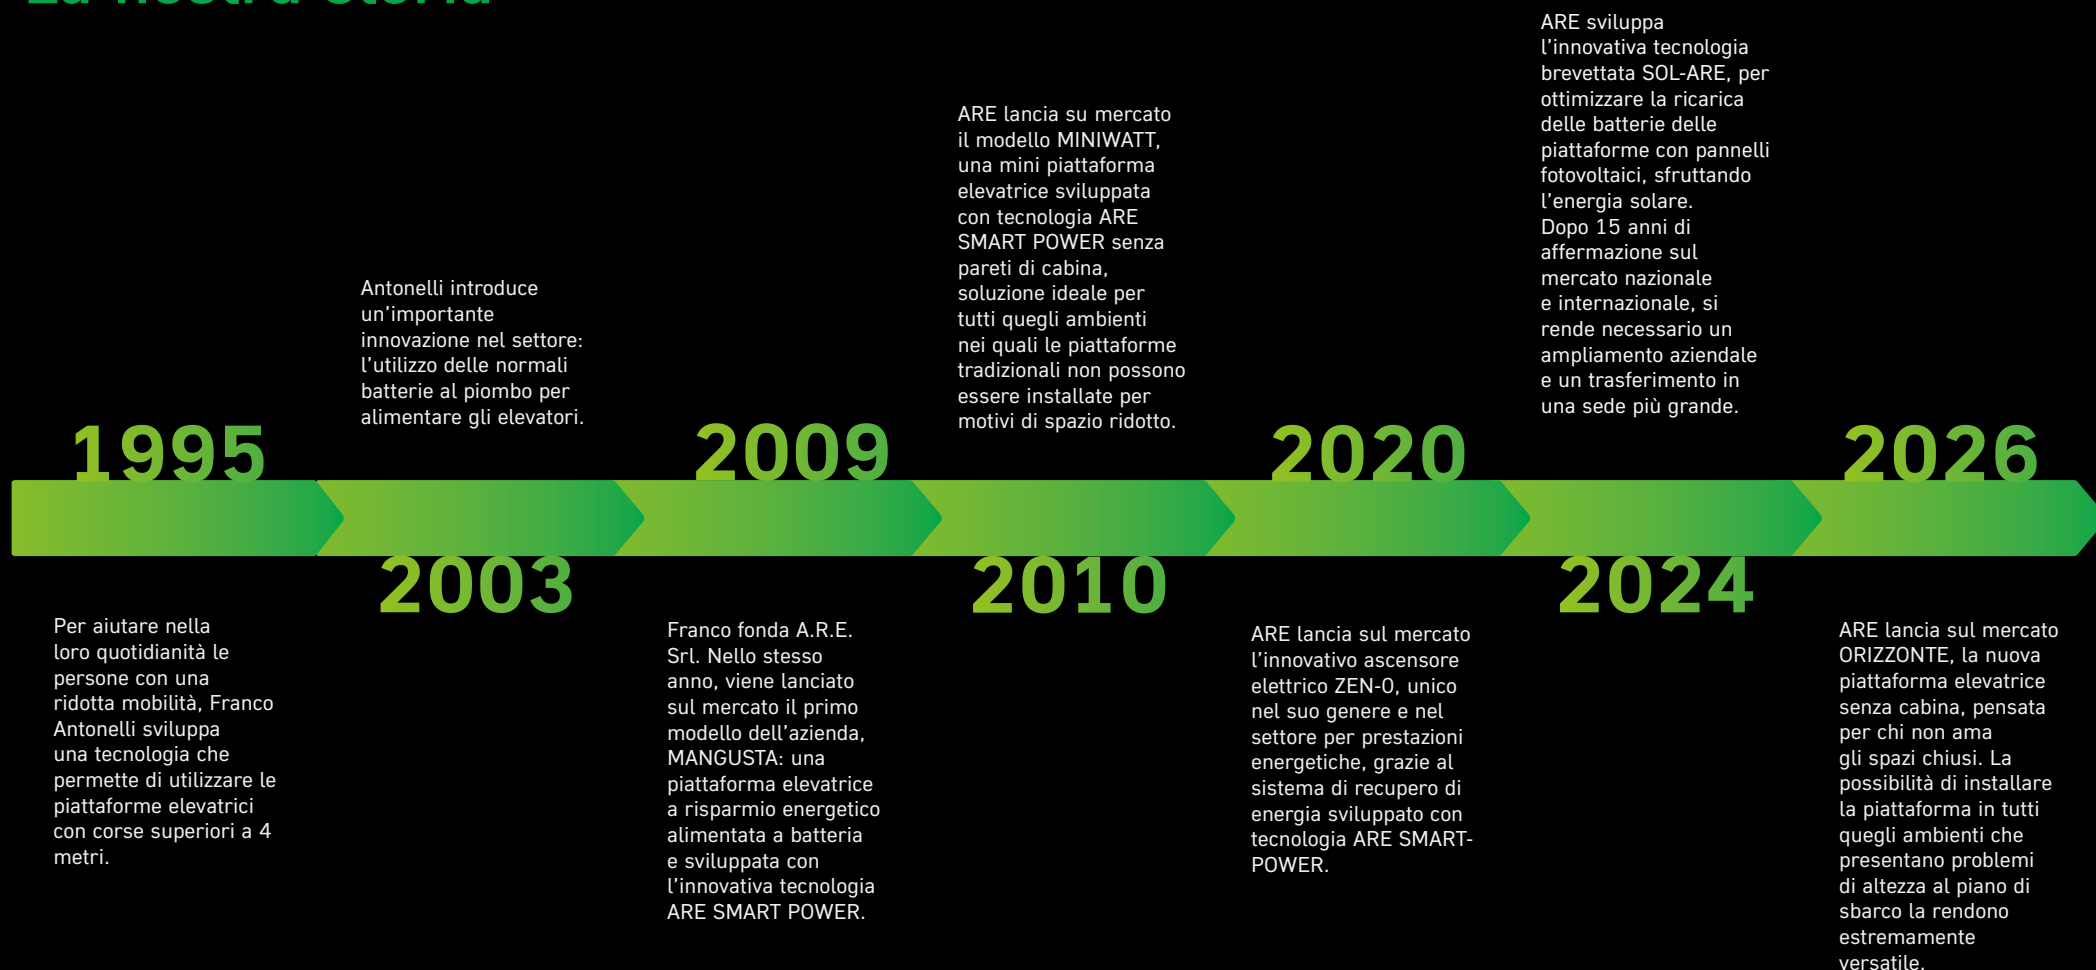 La nostra storia
1995
Per aiutare nella
loro quotidianità le
persone con una
ridotta mobilità, Franco
Antonelli sviluppa
una tecnologia che
permette di utilizzare le
piattaforme elevatrici
con corse superiori a 4
metri.
Antonelli introduce
un'importante
innovazione nel settore:
l'utilizzo delle normali
batterie al piombo per
alimentare gli elevatori.
2003
2009
Franco fonda A.R.E.
Srl. Nello stesso
anno, viene lanciato
sul mercato il primo
modello dell'azienda,
MANGUSTA: una
piattaforma elevatrice
a risparmio energetico
alimentata a batteria
e sviluppata con
l'innovativa tecnologia
ARE SMART POWER.
ARE lancia su mercato
il modello MINIWATT,
una mini piattaforma
elevatrice sviluppata
con tecnologia ARE
SMART POWER senza
pareti di cabina,
soluzione ideale per
tutti quegli ambienti
nei quali le piattaforme
tradizionali non possono
essere installate per
motivi di spazio ridotto.
2010
2020
ARE lancia sul mercato
l'innovativo ascensore
elettrico ZEN-0, unico
nel suo genere e nel
settore per prestazioni
energetiche, grazie al
sistema di recupero di
energia sviluppato con
tecnologia ARE SMART-
POWER.
ARE sviluppa
l'innovativa tecnologia
brevettata SOL-ARE, per
ottimizzare la ricarica
delle batterie delle
piattaforme con pannelli
fotovoltaici, sfruttando
l'energia solare.
Dopo 15 anni di
affermazione sul
mercato nazionale
e internazionale, si
rende necessario un
ampliamento aziendale
e un trasferimento in
una sede più grande.
2024
2026
ARE lancia sul mercato
ORIZZONTE, la nuova
piattaforma elevatrice
senza cabina, pensata
per chi non ama
gli spazi chiusi. La
possibilità di installare
la piattaforma in tutti
quegli ambienti che
presentano problemi
di altezza al piano di
sbarco la rendono
estremamente
versatile.